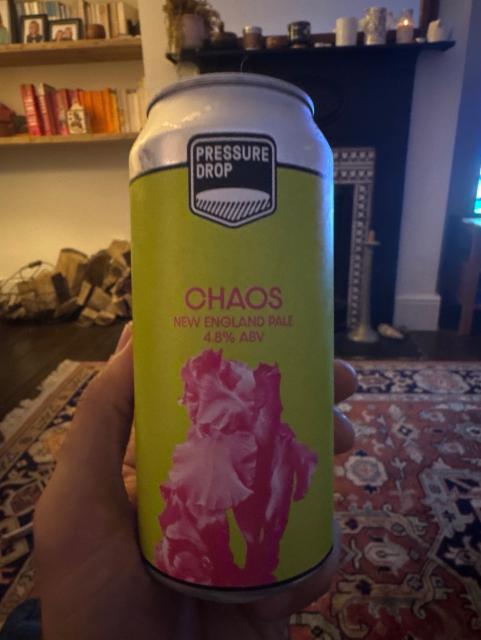 PRESSURE
DROP
CHAOS
NEW ENGLAND PALE
4.8% ABV